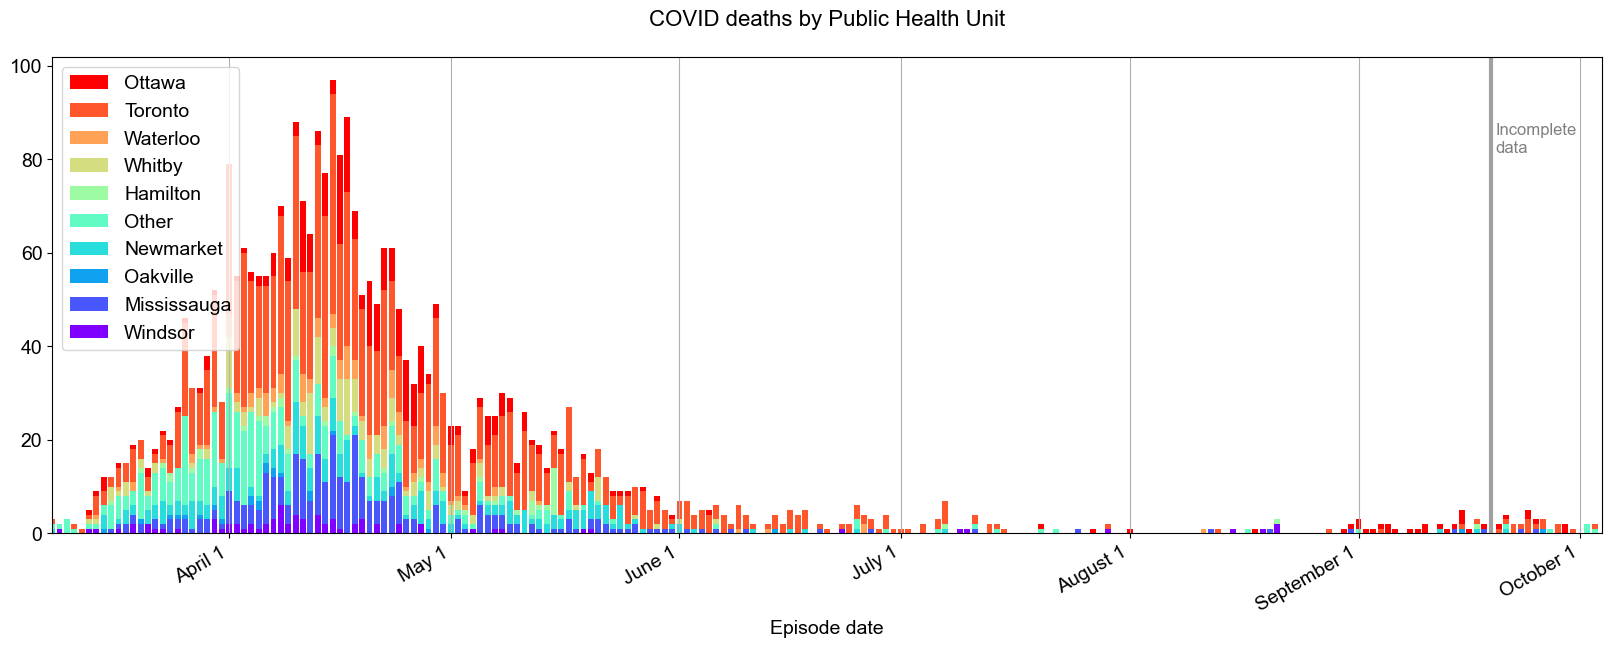 COVID deaths by Public Health Unit
100
80
60
40
20
0
Ottawa
Toronto
Waterloo
Whitby
Hamilton
Other
Newmarket
Oakville
Mississauga
Windsor
Incomplete
data
April 1
May 1
June 1
July 1
August 1
September 1
October 1
Episode date